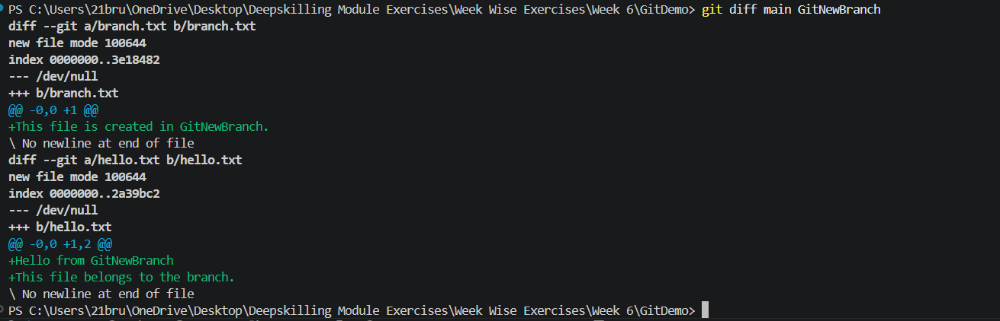 PS C:\Users\21bru\OneDrive\Desktop\Deepskilling Module Exercises\Week Wise Exercises\Week 6\GitDemo> git diff main GitNewBranch
diff --git a/branch.txt b/branch.txt
new file mode 100644
index 0000000..3e18482
--- /dev/null
+++ b/branch.txt
@@ -0,0 +1 @@
+This file is created in GitNewBranch.
\ No newline at end of file
diff --git a/hello.txt b/hello.txt
new file mode 100644
index 0000000..2a39bc2
--- /dev/null
+++ b/hello.txt
@@ -0,0 +1,2 @@
+Hello from GitNewBranch
+This file belongs to the branch.
\ No newline at end of file
PS C:\Users\21bru\OneDrive\Desktop\Deepskilling Module Exercises\Week Wise Exercises\Week 6\GitDemo>